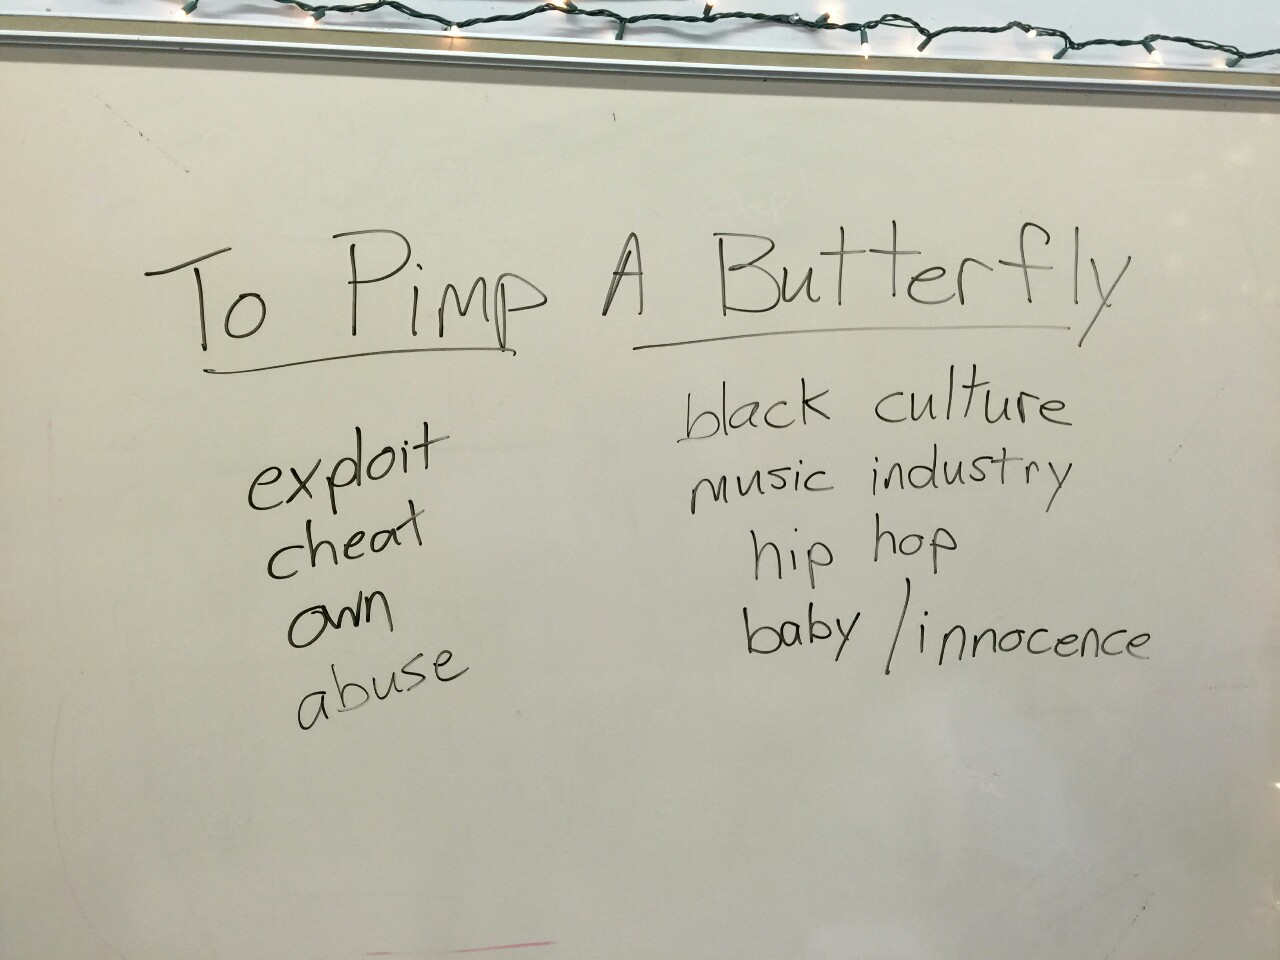 To Pimp A Butterfly
exploit
cheat
own
abuse
black culture
music industry
hip hop
baby / innocence